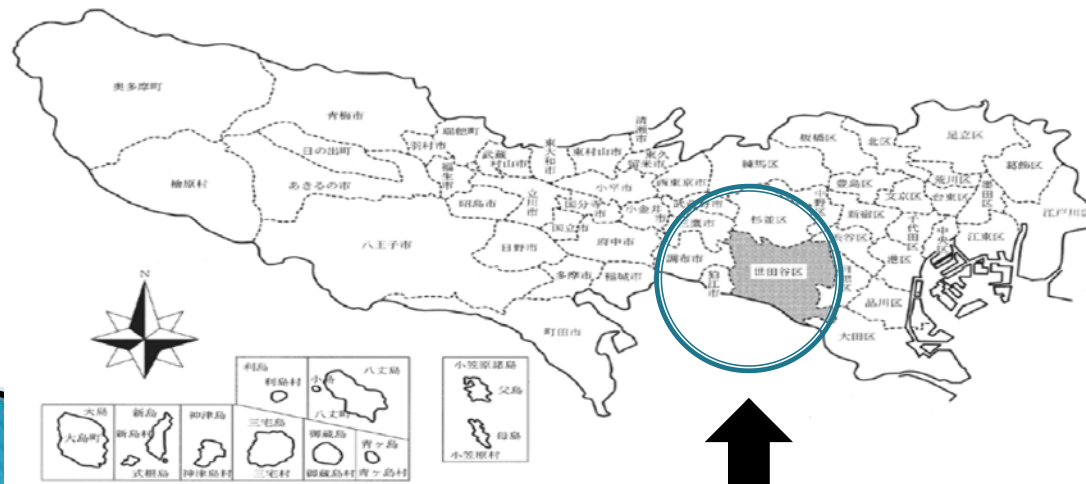 奥多摩町
青梅市
瑞穂町
羽村市
日の出町
福生市
武蔵村山市
東大和市
東村山市
清瀬市
東久留米市
檜原村
あきるの市
昭島市
立川市
小平市
西東京市
練馬区
板橋区
北区
足立区
葛飾区
荒川区
墨田区
豊島区
文京区
台東区
江戸川区
国分寺市
小金井市
武蔵野市
三鷹市
杉並区
中野区
新宿区
千代田区
中央区
江東区
八王子市
日野市
国立市
府中市
調布市
狛江市
世田谷区
渋谷区
港区
目黒区
品川区
多摩市
稲城市
町田市
大田区
N
利島
利島村
小島
八丈島
八丈町
小笠原諸島
父島
母島
小笠原村
大島
大島町
新島
新島村
式根島
神津島
神津島村
三宅島
三宅村
御蔵島
御蔵島村
青ヶ島
青ヶ島村